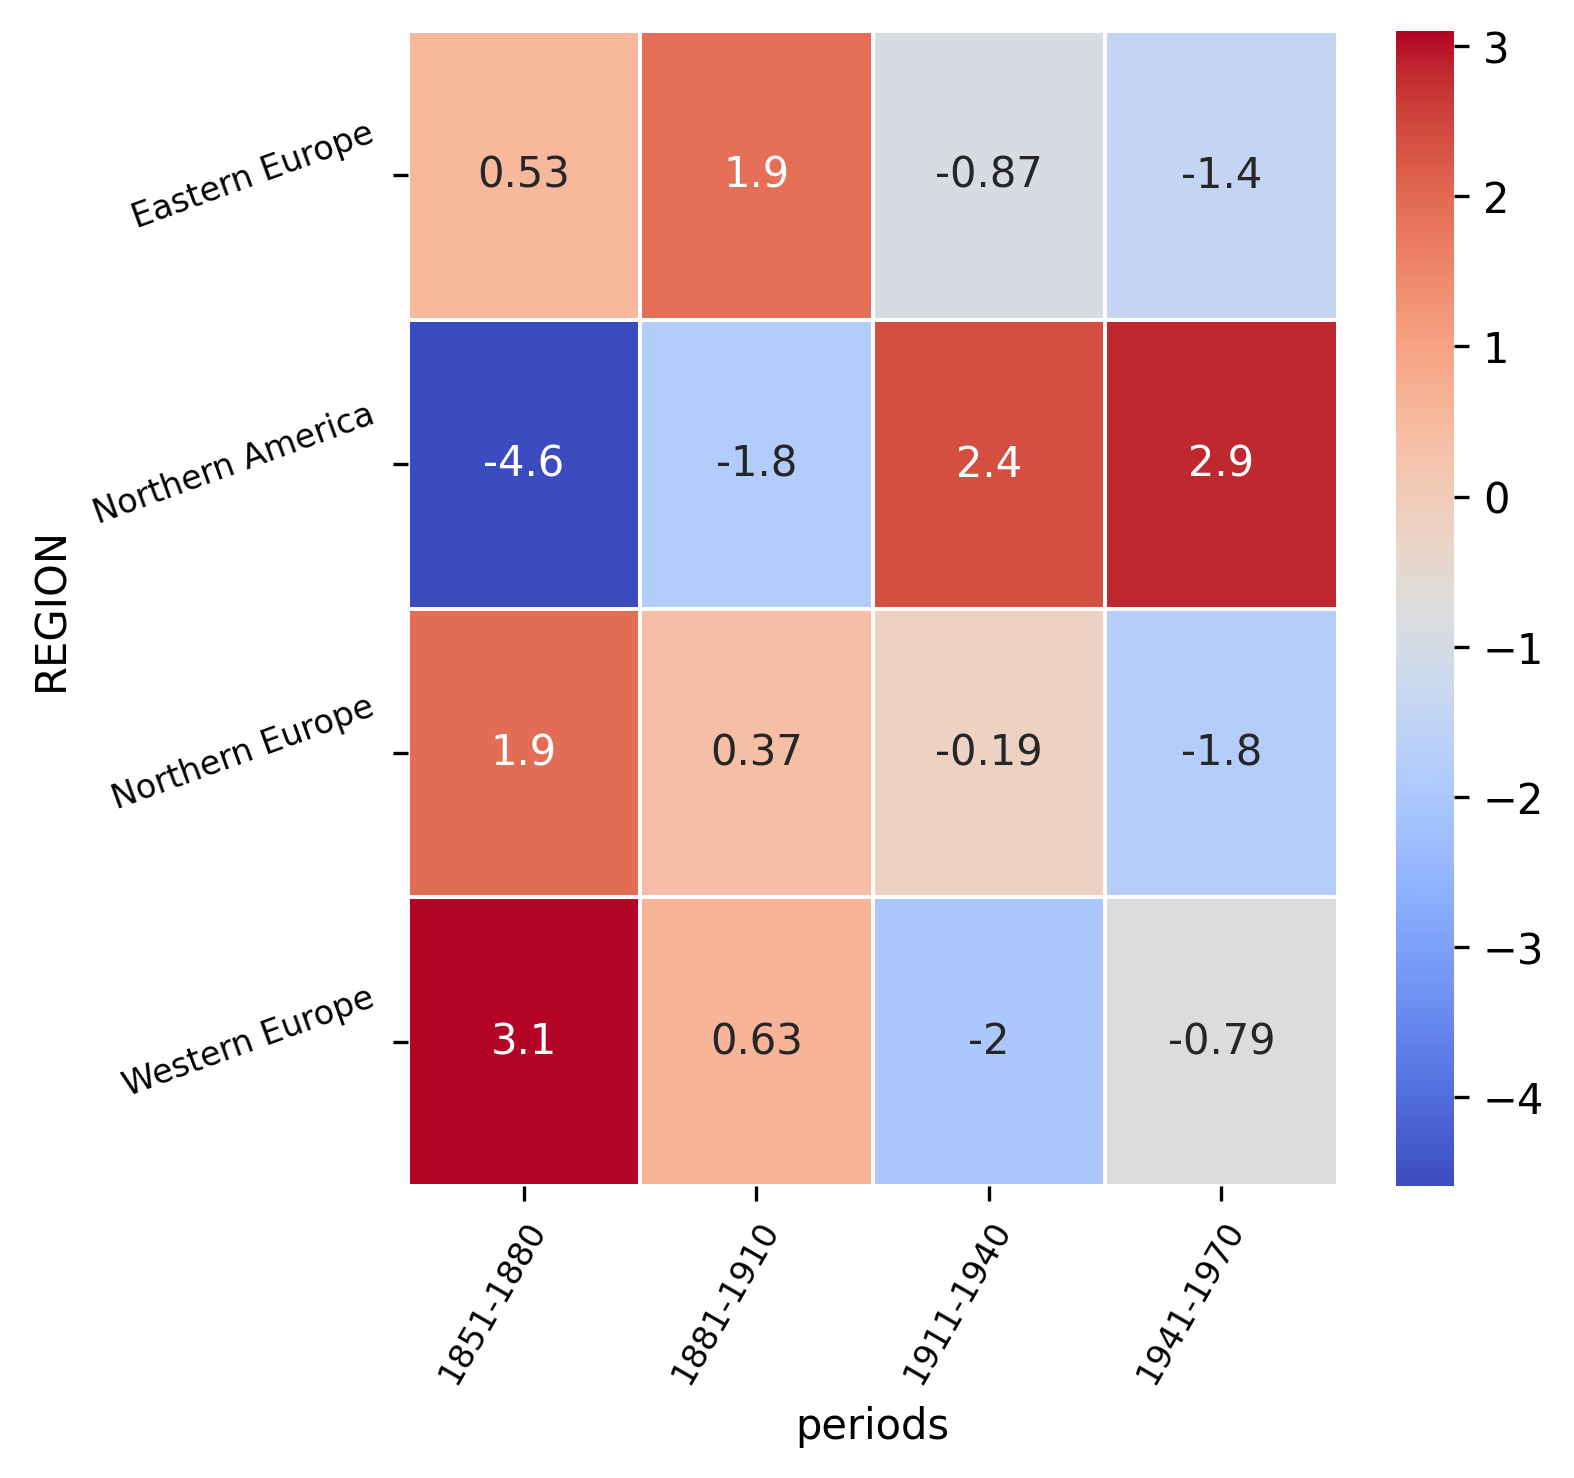 Eastern Europe 0.53 1.9 -0.87 -1.4
Northern America -4.6 -1.8 2.4 2.9
Northern Europe 1.9 0.37 -0.19 -1.8
Western Europe 3.1 0.63 -2 -0.79
REGION
1851-1880 1881-1910 1911-1940 1941-1970
periods
3
2
1
0
−1
−2
−3
−4